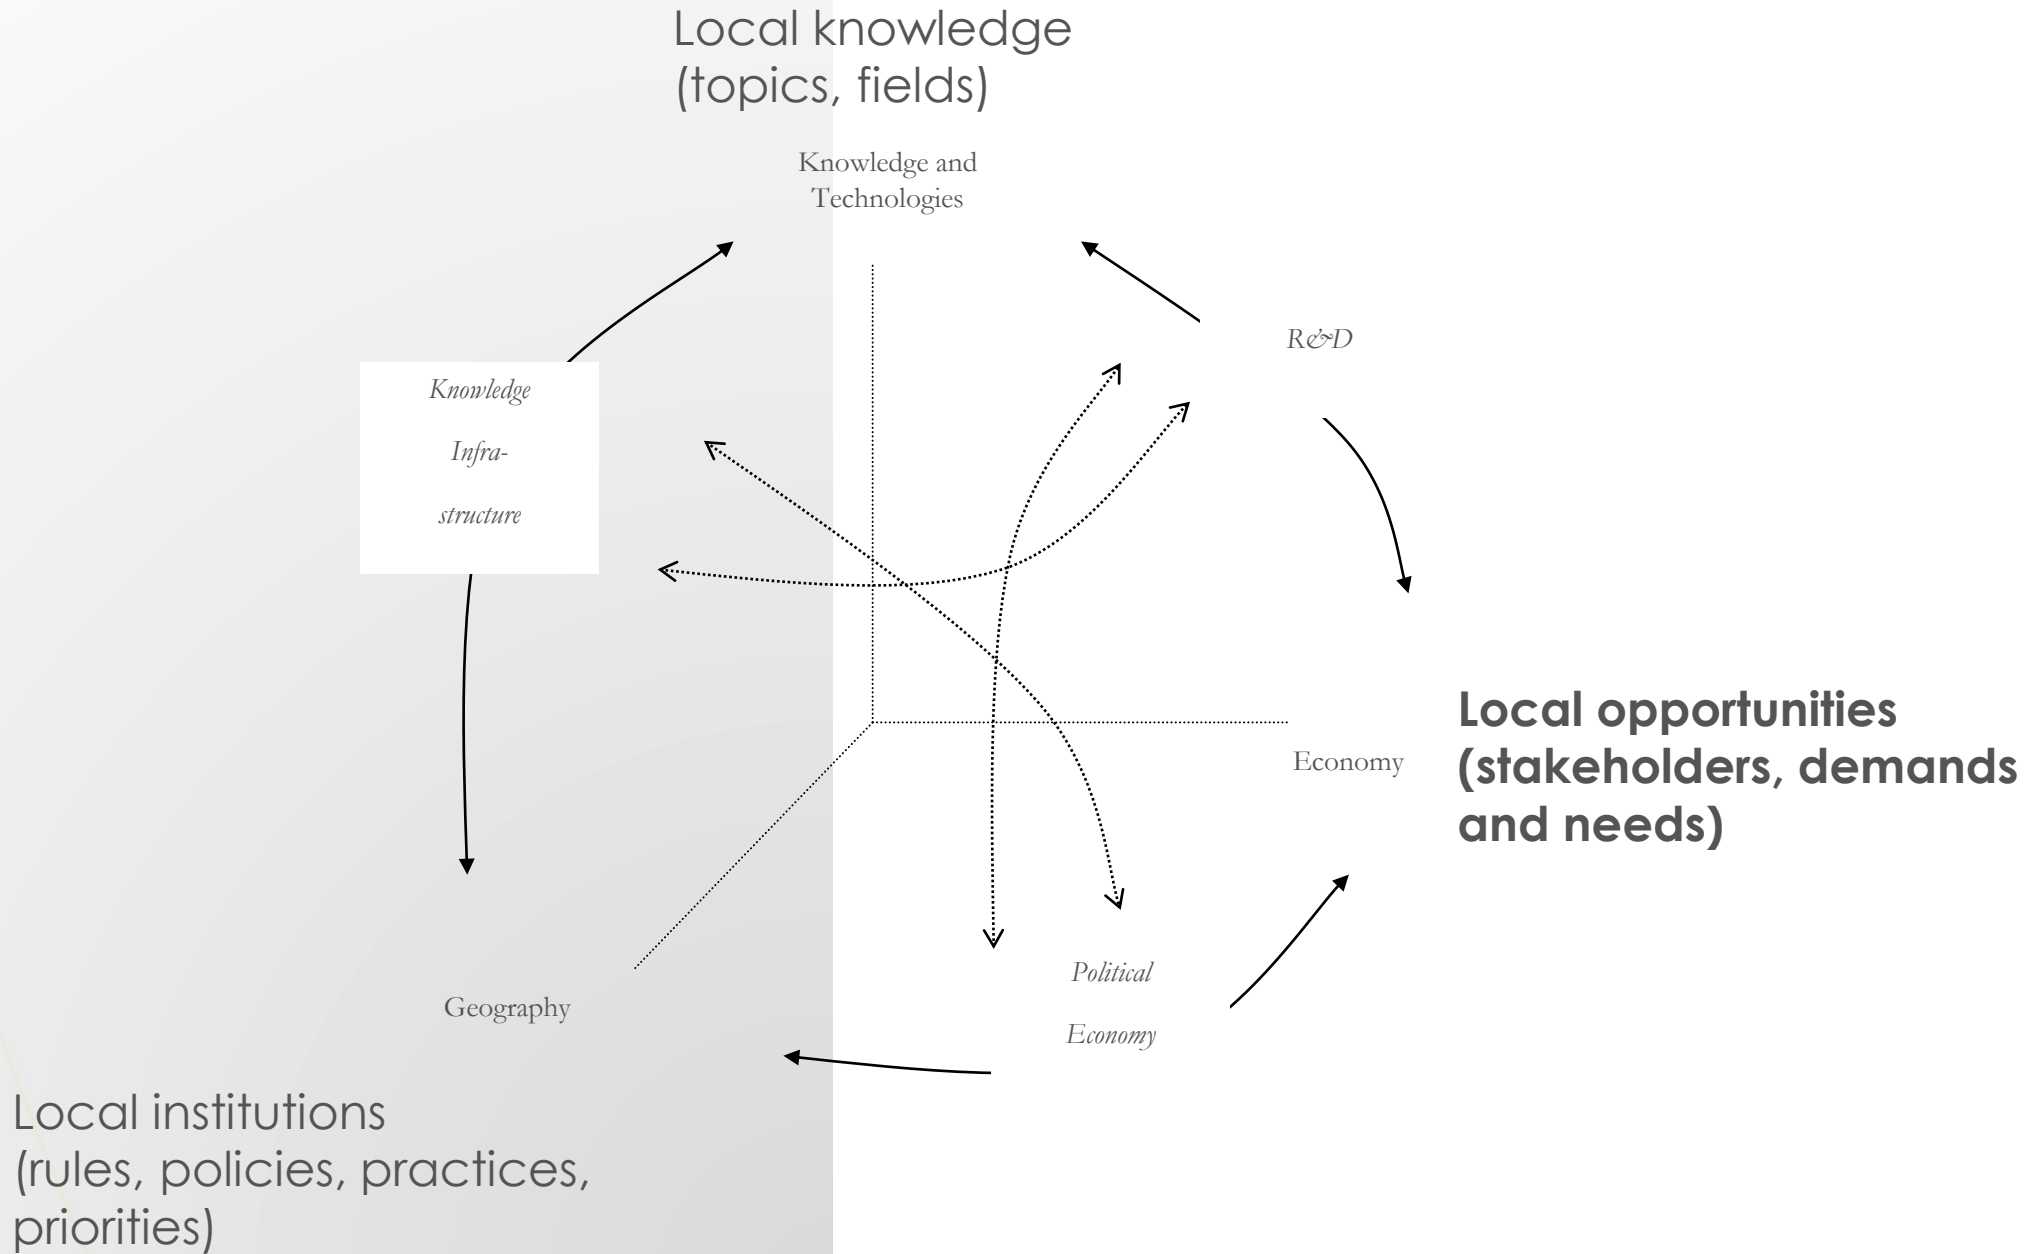 Local knowledge
(topics, fields)
Knowledge and
Technologies
R&D
Knowledge
Infra-
structure
Local opportunities
(stakeholders, demands
and needs)
Economy
Political
Economy
Geography
Local institutions
(rules, policies, practices,
priorities)